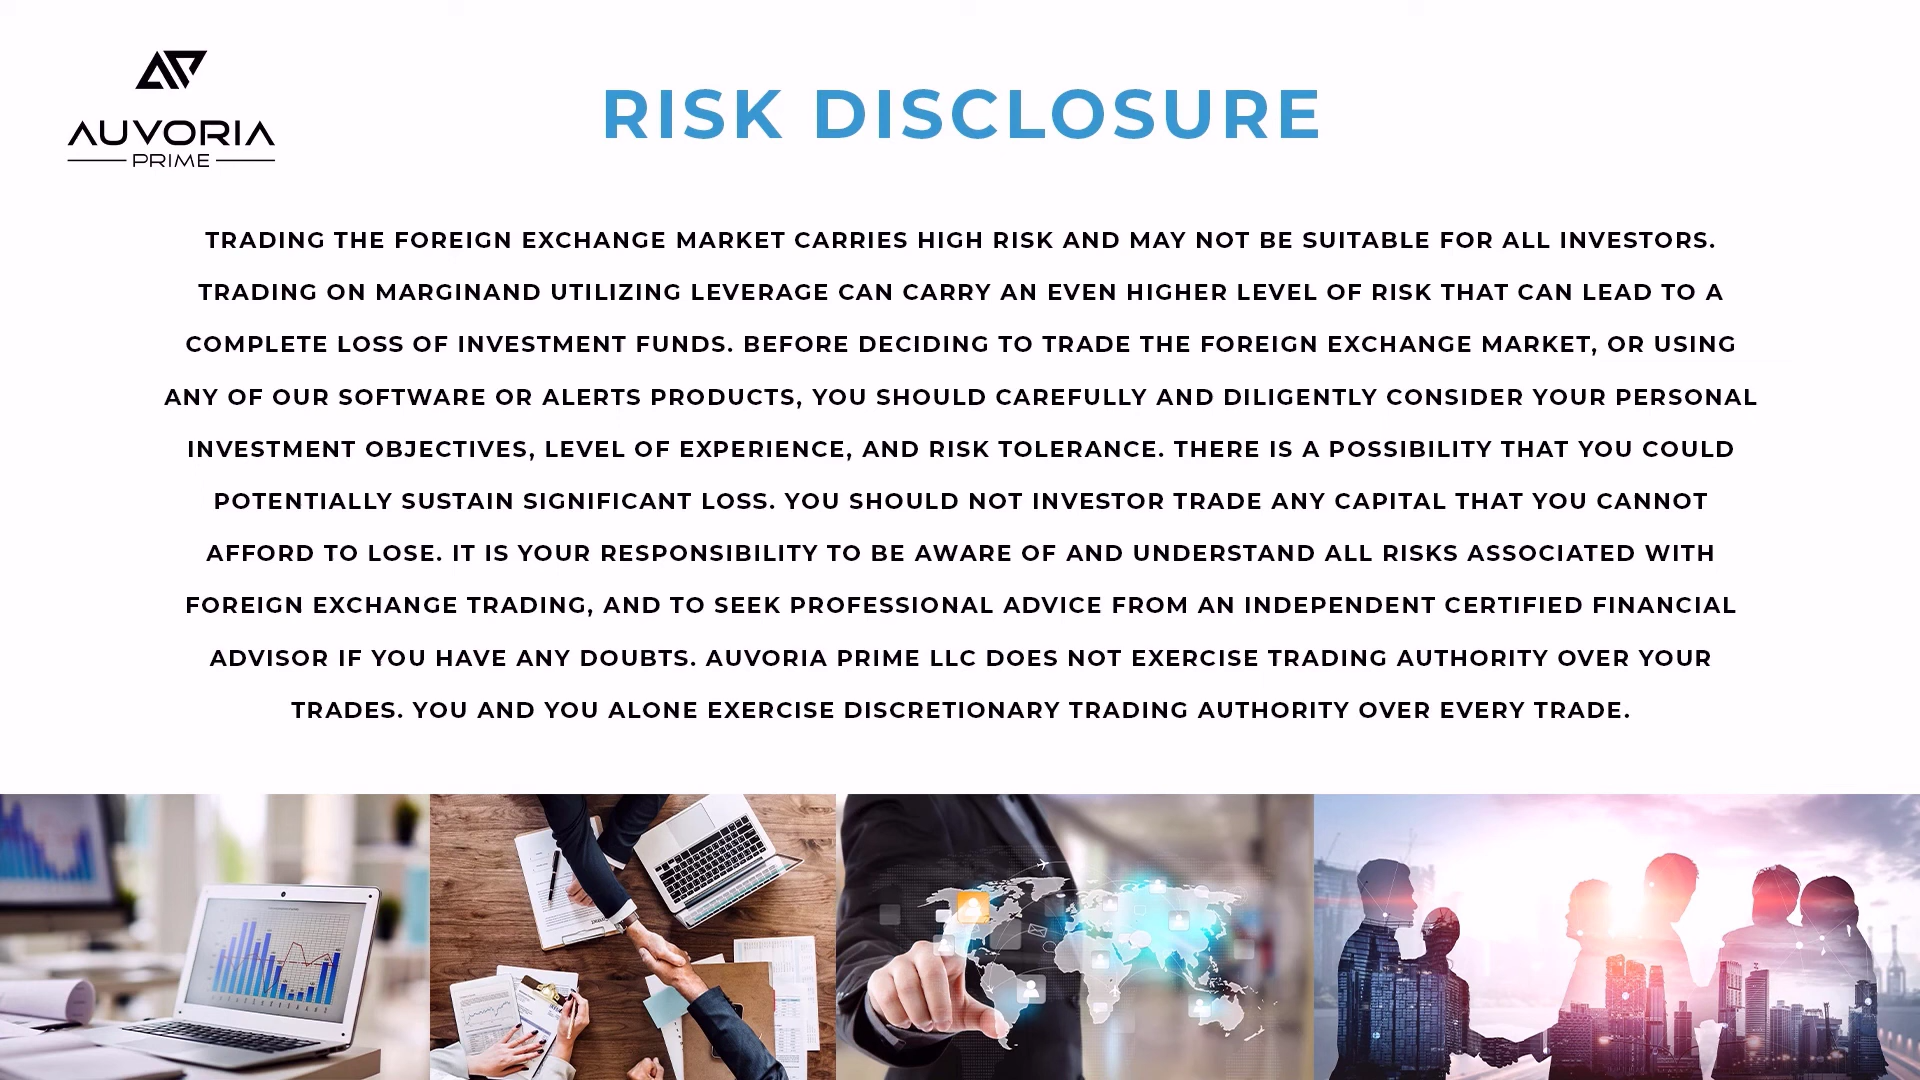 AUVORIA
PRIME
RISK DISCLOSURE
TRADING THE FOREIGN EXCHANGE MARKET CARRIES HIGH RISK AND MAY NOT BE SUITABLE FOR ALL INVESTORS.
TRADING ON MARGINAND UTILIZING LEVERAGE CAN CARRY AN EVEN HIGHER LEVEL OF RISK THAT CAN LEAD TO A
COMPLETE LOSS OF INVESTMENT FUNDS. BEFORE DECIDING TO TRADE THE FOREIGN EXCHANGE MARKET, OR USING
ANY OF OUR SOFTWARE OR ALERTS PRODUCTS, YOU SHOULD CAREFULLY AND DILIGENTLY CONSIDER YOUR PERSONAL
INVESTMENT OBJECTIVES, LEVEL OF EXPERIENCE, AND RISK TOLERANCE. THERE IS A POSSIBILITY THAT YOU COULD
POTENTIALLY SUSTAIN SIGNIFICANT LOSS. YOU SHOULD NOT INVESTOR TRADE ANY CAPITAL THAT YOU CANNOT
AFFORD TO LOSE. IT IS YOUR RESPONSIBILITY TO BE AWARE OF AND UNDERSTAND ALL RISKS ASSOCIATED WITH
FOREIGN EXCHANGE TRADING, AND TO SEEK PROFESSIONAL ADVICE FROM AN INDEPENDENT CERTIFIED FINANCIAL
ADVISOR IF YOU HAVE ANY DOUBTS. AUVORIA PRIME LLC DOES NOT EXERCISE TRADING AUTHORITY OVER YOUR
TRADES. YOU AND YOU ALONE EXERCISE DISCRETIONARY TRADING AUTHORITY OVER EVERY TRADE.